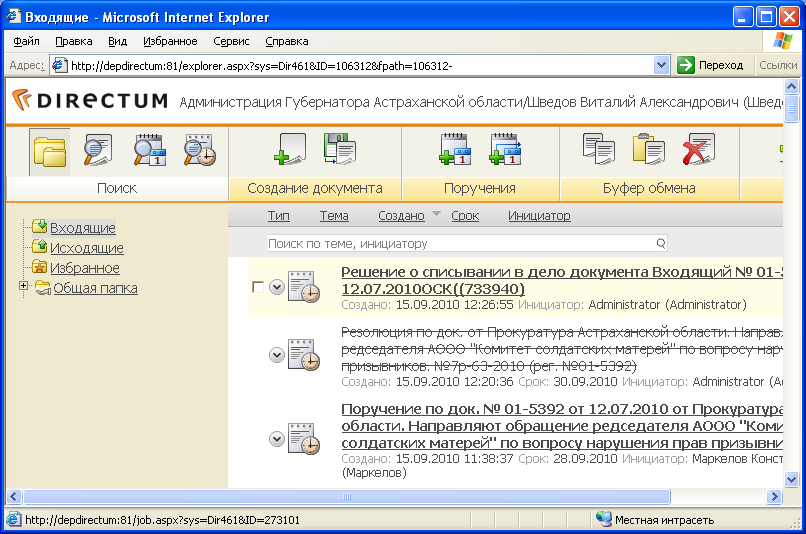 Входящие - Microsoft Internet Explorer
Файл Правка Вид Избранное Сервис Справка
Адрес: http://depdirectum:81/explorer.aspx?sys=Dir461&ID=106312&fpath=106312- Переход Ссылки
DIRECTUM Администрация Губернатора Астраханской области/Шведов Виталий Александрович (Шведо
Поиск Создание документа Поручения Буфер обмена
Входящие
Исходящие
Избранное
Общая папка
Тип Тема Создано Срок Инициатор
Поиск по теме, инициатору
Решение о списывании в дело документа Входящий № 01-5
12.07.2010ОСК((733940)
Создано: 15.09.2010 12:26:55 Инициатор: Administrator (Administrator)
Резолюция по док. от Прокуратура Астраханской области. Направл
редседателя АООО "Комитет солдатских матерей" по вопросу нару
призывников. №7р-63-2010 (рег. №01-5392)
Создано: 15.09.2010 12:20:36 Срок: 30.09.2010 Инициатор: Administrator (Ad
Поручение по док. № 01-5392 от 12.07.2010 от Прокуратура
области. Направляют обращение редседателя АООО "Коми
солдатских матерей" по вопросу нарушения прав призывни
Создано: 15.09.2010 11:38:37 Срок: 28.09.2010 Инициатор: Маркелов Конст
(Маркелов)
http://depdirectum:81/job.aspx?sys=Dir461&ID=273101 Местная интрасеть